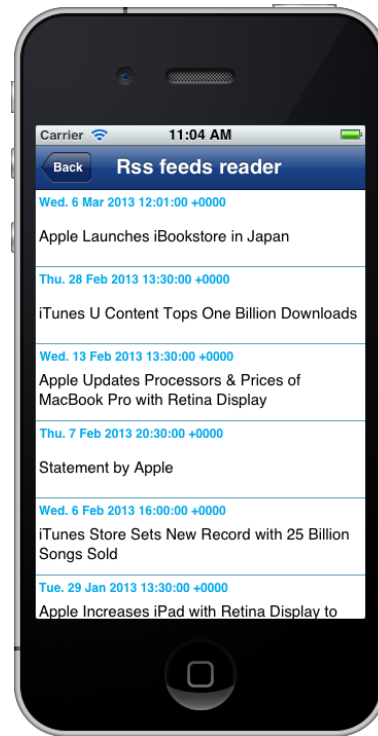 Carrier 11:04 AM
Back Rss feeds reader
Wed. 6 Mar 2013 12:01:00 +0000
Apple Launches iBookstore in Japan
Thu. 28 Feb 2013 13:30:00 +0000
iTunes U Content Tops One Billion Downloads
Wed. 13 Feb 2013 13:30:00 +0000
Apple Updates Processors & Prices of
MacBook Pro with Retina Display
Thu. 7 Feb 2013 20:30:00 +0000
Statement by Apple
Wed. 6 Feb 2013 16:00:00 +0000
iTunes Store Sets New Record with 25 Billion
Songs Sold
Tue. 29 Jan 2013 13:30:00 +0000
Apple Increases iPad with Retina Display to